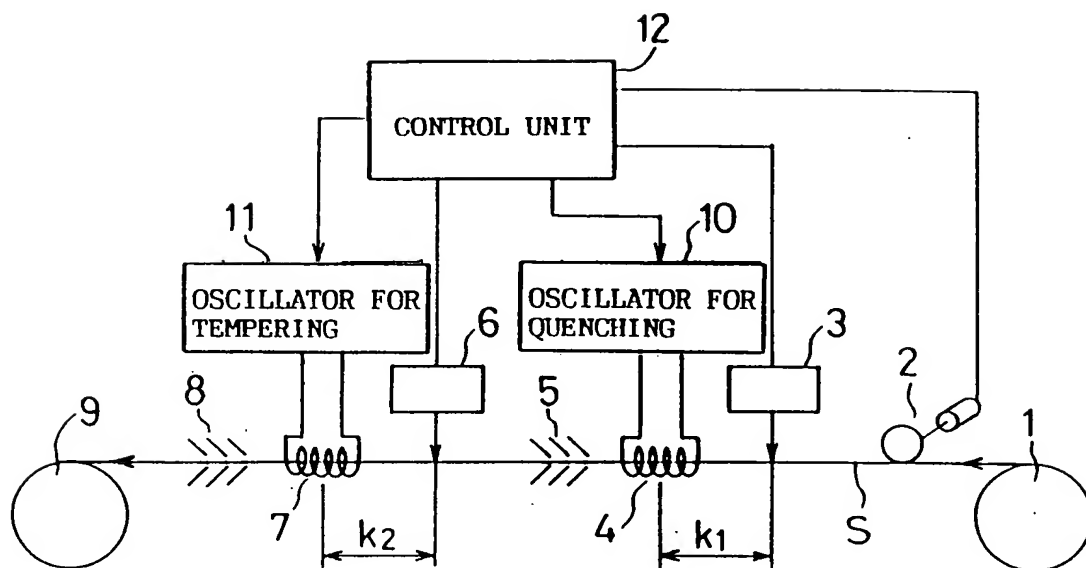 12
CONTROL UNIT
11
10
OSCILLATOR FOR
TEMPERING
OSCILLATOR FOR
QUENCHING
6
3
2
8
5
9
1
7
4
S
k2
k1